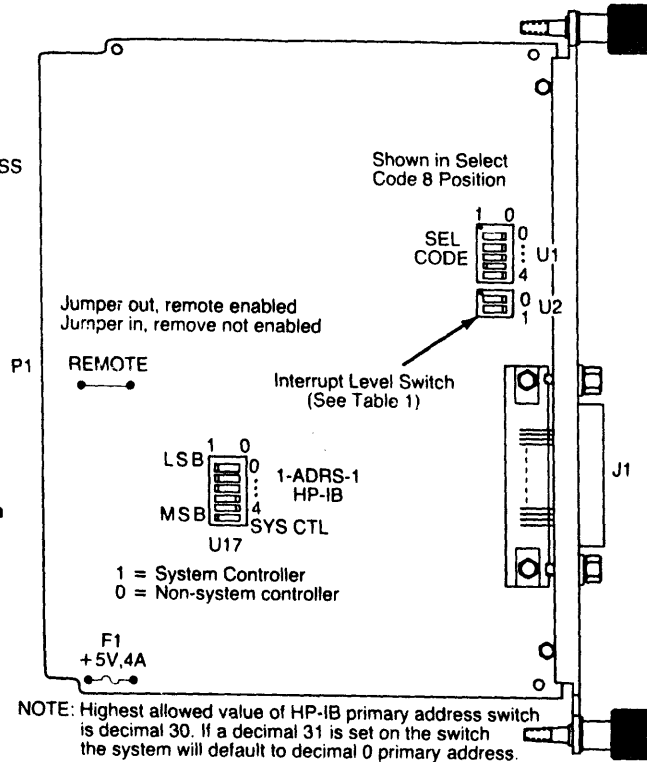 SS
Shown in Select
Code 8 Position
1 0
SEL
CODE
0
4
U1
0
1
U2
Jumper out, remote enabled
Jumper in, remove not enabled
P1
REMOTE
Interrupt Level Switch
(See Table 1)
J1
1 0
LSB
0
1-ADRS-1
HP-IB
MSB
4
SYS CTL
U17
1 = System Controller
0 = Non-system controller
F1
+5V,4A
NOTE: Highest allowed value of HP-IB primary address switch
is decimal 30. If a decimal 31 is set on the switch
the system will default to decimal 0 primary address.